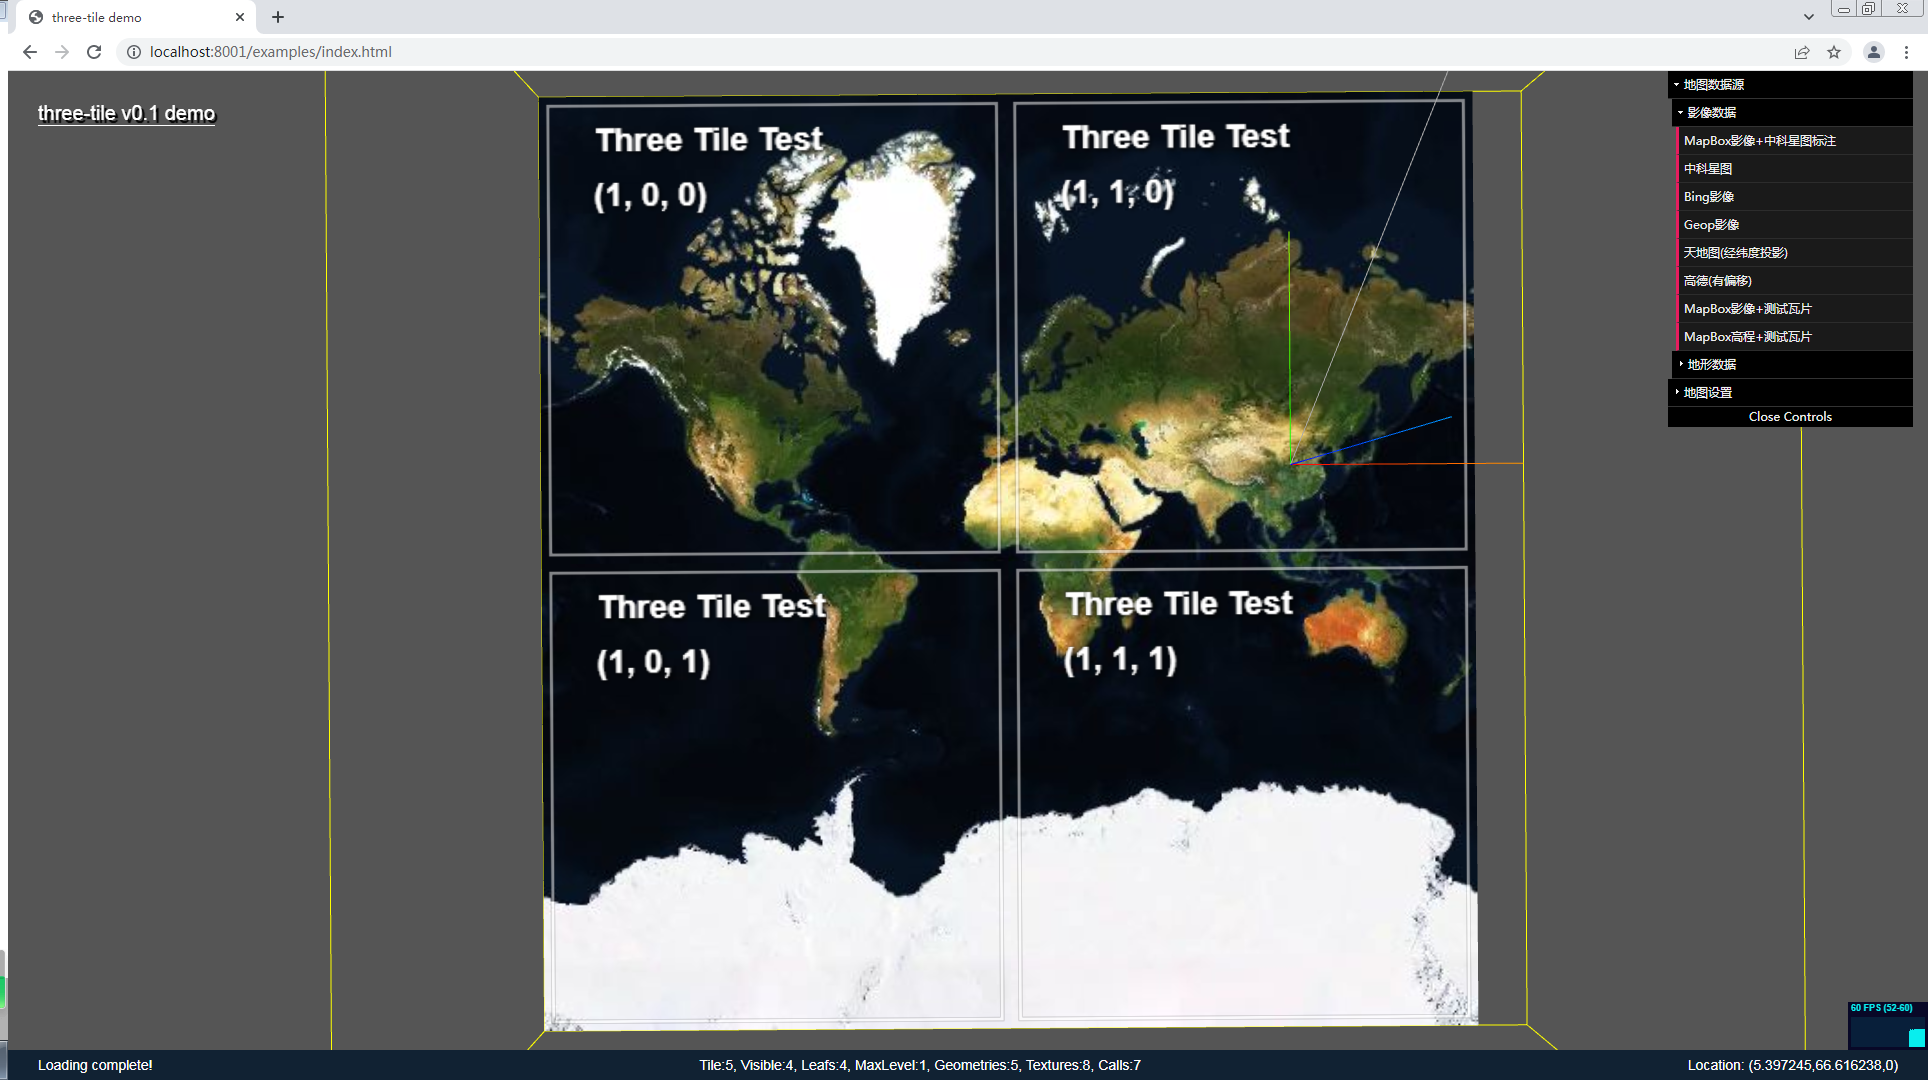 three-tile demo
localhost:8001/examples/index.html
three-tile v0.1 demo
Three Tile Test
(1, 0, 0)
Three Tile Test
(1, 1, 0)
Three Tile Test
(1, 0, 1)
Three Tile Test
(1, 1, 1)
地图数据源
影像数据
MapBox影像+中科星图标注
中科星图
Bing影像
Geop影像
天地图(经纬度投影)
高德(有偏移)
MapBox影像+测试瓦片
MapBox高程+测试瓦片
地形数据
地图设置
Close Controls
60 FPS (52-60)
Loading complete!
Tile:5, Visible:4, Leafs:4, MaxLevel:1, Geometries:5, Textures:8, Calls:7
Location: (5.397245,66.616238,0)